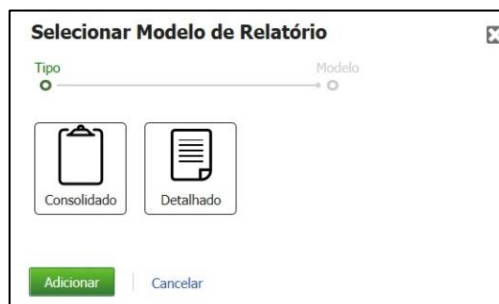 Selecionar Modelo de Relatório
Tipo Modelo
Consolidado Detalhado
Adicionar Cancelar